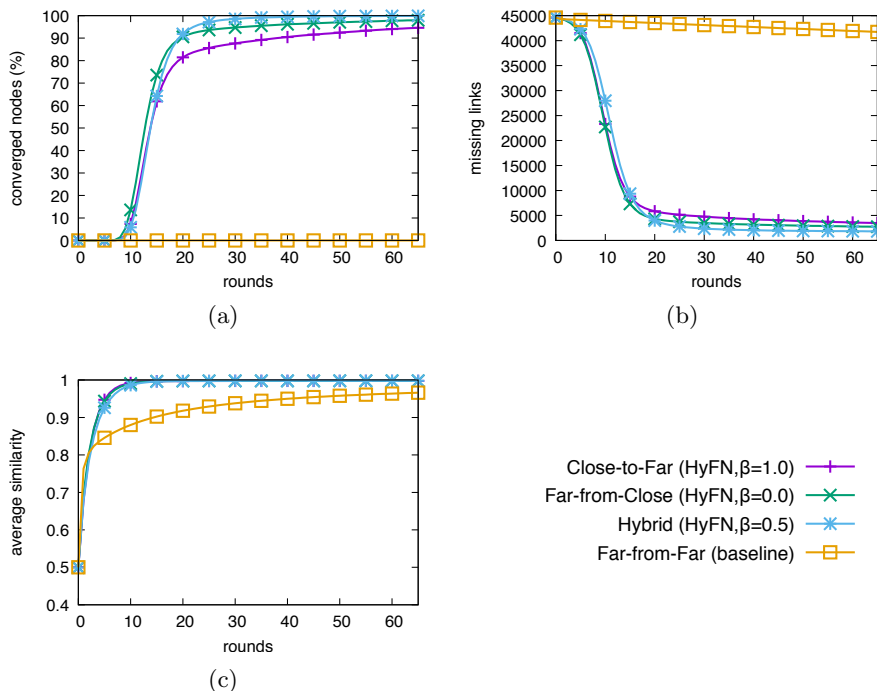 converged nodes (%)
100
90
80
70
60
50
40
30
20
10
0
0 10 20 30 40 50 60
rounds
(a)
missing links
45000
40000
35000
30000
25000
20000
15000
10000
5000
0
0 10 20 30 40 50 60
rounds
(b)
average similarity
1
0.9
0.8
0.7
0.6
0.5
0.4
0 10 20 30 40 50 60
rounds
(c)
Close-to-Far (HyFN,β=1.0)
Far-from-Close (HyFN,β=0.0)
Hybrid (HyFN,β=0.5)
Far-from-Far (baseline)